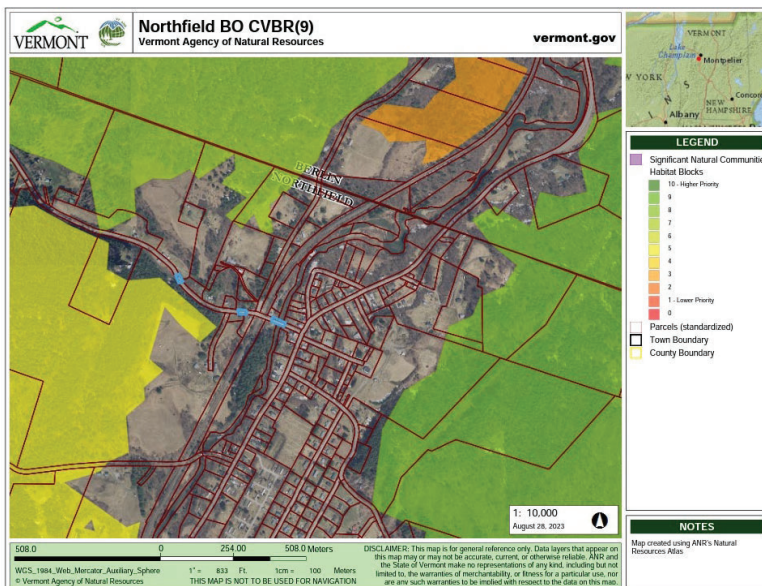 VERMONT
Northfield BO CVBR(9)
Vermont Agency of Natural Resources
vermont.gov
VERMONT
Lake
Champlain
Montpelier
W YORK
NEW
HAMPSHIRE
Concord
Albany
BERLIN
NORTHFIELD
LEGEND
Significant Natural Communitie
Habitat Blocks
10 - Higher Priority
9
8
7
6
5
4
3
2
1 - Lower Priority
0
Parcels (standardized)
Town Boundary
County Boundary
1: 10,000
August 28, 2023
NOTES
Map created using ANR's Natural
Resources Atlas
508.0 0 254.00 508.0 Meters
WGS_1984_Web_Mercator_Auxiliary_Sphere 1" = 833 Ft. 1cm = 100 Meters
© Vermont Agency of Natural Resources THIS MAP IS NOT TO BE USED FOR NAVIGATION
DISCLAIMER: This map is for general reference only. Data layers that appear on
this map may or may not be accurate, current, or otherwise reliable. ANR and
the State of Vermont make no representations of any kind, including but not
limited to, the warranties of merchantability, or fitness for a particular use, nor
are any such warranties to be implied with respect to the data on this map.